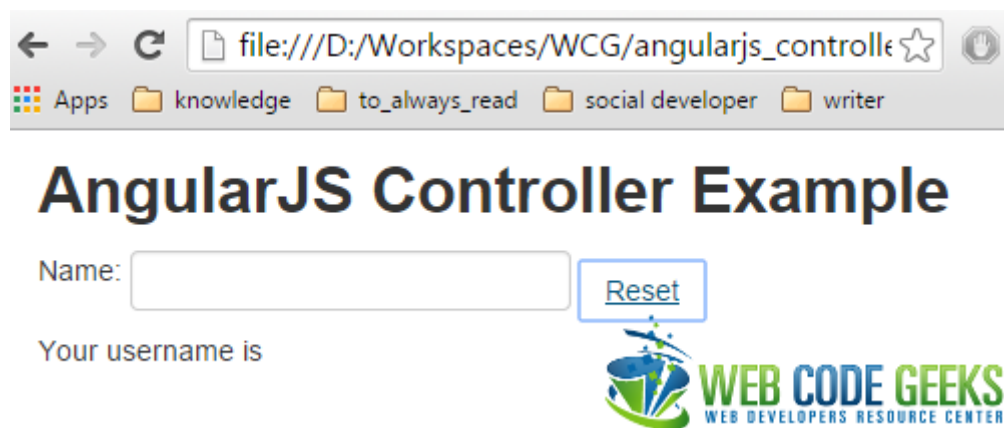 file:///D:/Workspaces/WCG/angularjs_controlle
Apps knowledge to_always_read social developer writer
AngularJS Controller Example
Name: Reset
Your username is
WEB CODE GEEKS
WEB DEVELOPERS RESOURCE CENTER